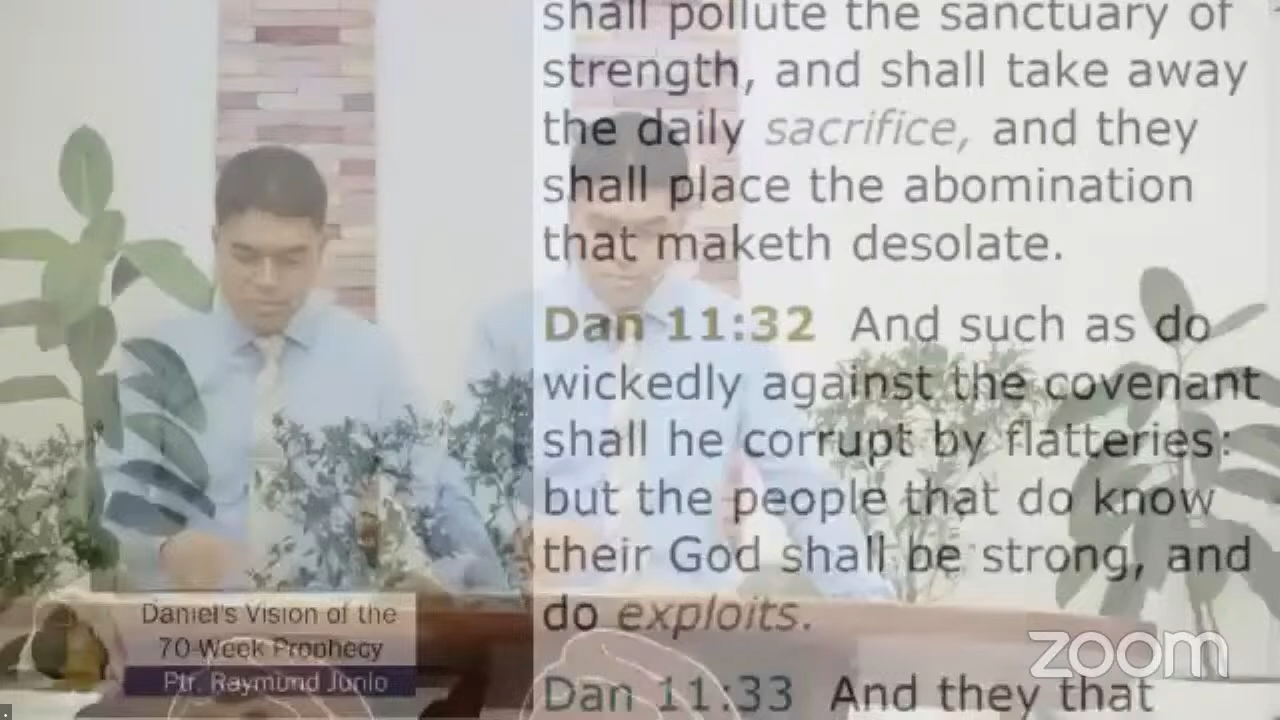 shall pollute the sanctuary of
strength, and shall take away
the daily sacrifice, and they
shall place the abomination
that maketh desolate.
Dan 11:32 And such as do
wickedly against the covenant
shall he corrupt by flatteries:
but the people that do know
their God shall be strong, and
do exploits.
Dan 11:33 And they that
Daniel's Vision of the
70-Week Prophecy
Ptr. Raymund Junio
zoom